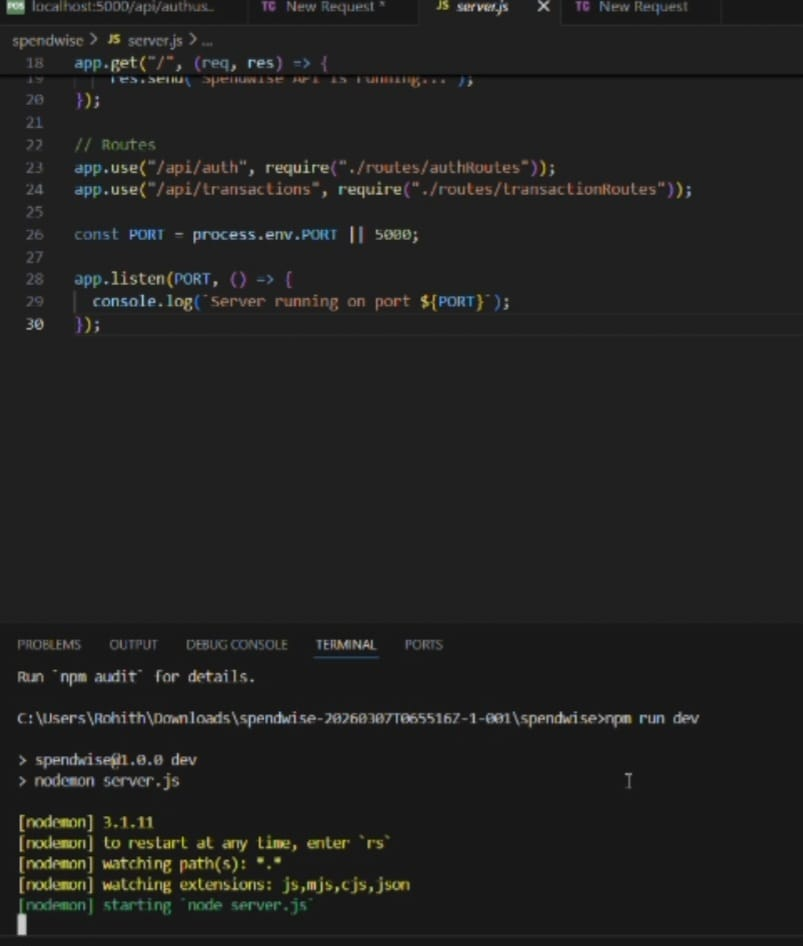 POS localhost:5000/api/authus... TC New Request * JS server.js X TC New Request
spendwise > JS server.js > ...
18 app.get("/", (req, res) => {
19 res.send("Spendwise API is running...");
20 });
21
22 // Routes
23 app.use("/api/auth", require("./routes/authRoutes"));
24 app.use("/api/transactions", require("./routes/transactionRoutes"));
25
26 const PORT = process.env.PORT || 5000;
27
28 app.listen(PORT, () => {
29 console.log(`Server running on port ${PORT}`);
30 });
PROBLEMS OUTPUT DEBUG CONSOLE TERMINAL PORTS
Run `npm audit` for details.
C:\Users\Rohith\Downloads\spendwise-20260307T065516Z-1-001\spendwise>npm run dev
> spendwise@1.0.0 dev
> nodemon server.js
[nodemon] 3.1.11
[nodemon] to restart at any time, enter `rs`
[nodemon] watching path(s): *.*
[nodemon] watching extensions: js,mjs,cjs,json
[nodemon] starting `node server.js`